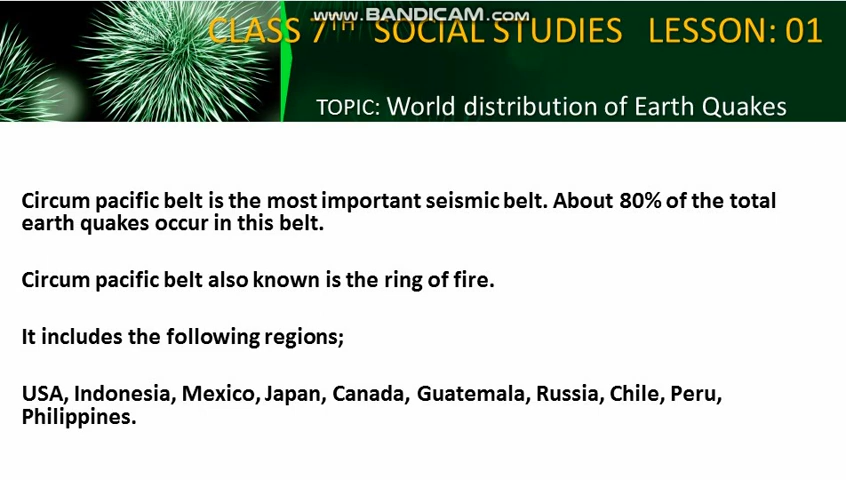 www.BANDICAM.com
CLASS 7TH SOCIAL STUDIES LESSON: 01
TOPIC: World distribution of Earth Quakes
Circum pacific belt is the most important seismic belt. About 80% of the total
earth quakes occur in this belt.
Circum pacific belt also known is the ring of fire.
It includes the following regions;
USA, Indonesia, Mexico, Japan, Canada, Guatemala, Russia, Chile, Peru,
Philippines.